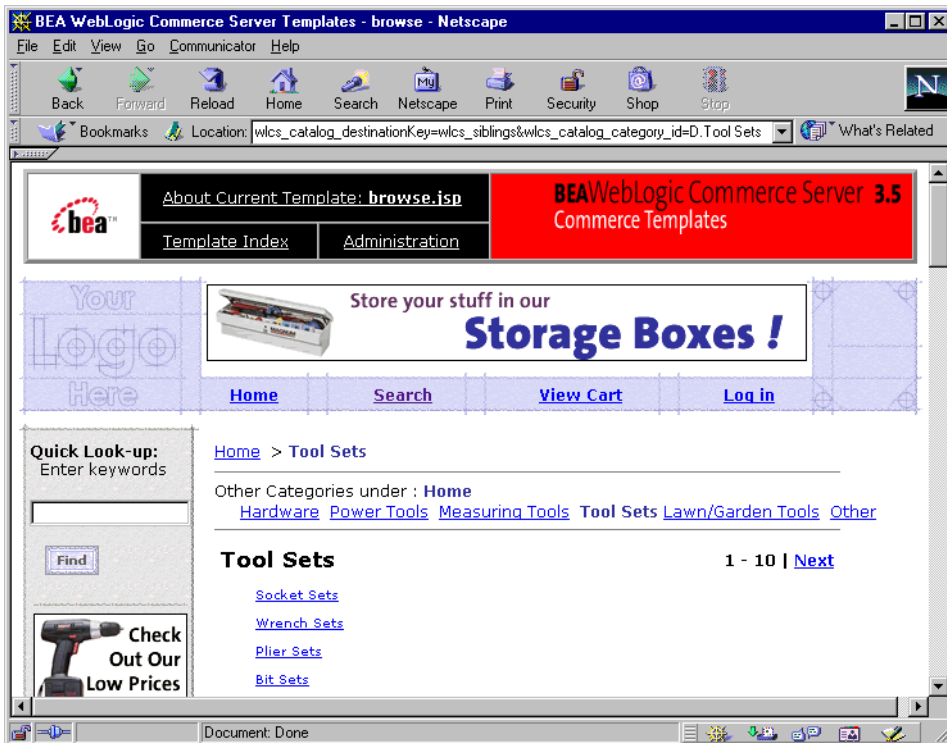 BEA WebLogic Commerce Server Templates - browse - Netscape
File Edit View Go Communicator Help
Back Forward Reload Home Search Netscape Print Security Shop Stop
My
N
Bookmarks Location: wlcs_catalog_destinationKey=wlcs_siblings&wlcs_catalog_category_id=D.Tool Sets What's Related
bea™
About Current Template: browse.jsp
Template Index Administration
BEA WebLogic Commerce Server 3.5
Commerce Templates
Your
Logo
Here
Store your stuff in our
Storage Boxes !
Home Search View Cart Log in
Quick Look-up:
Enter keywords
Find
Check
Out Our
Low Prices
Home > Tool Sets
Other Categories under : Home
Hardware Power Tools Measuring Tools Tool Sets Lawn/Garden Tools Other
Tool Sets 1 - 10 | Next
Socket Sets
Wrench Sets
Plier Sets
Bit Sets
Document: Done